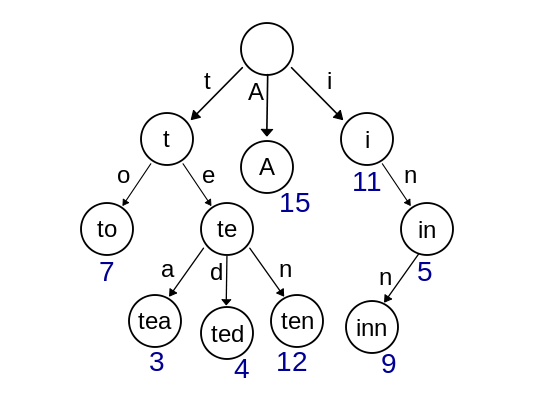 t A i
t A i
15 11
o e n
to te in
7 5
a d n n
tea ted ten inn
3 4 12 9